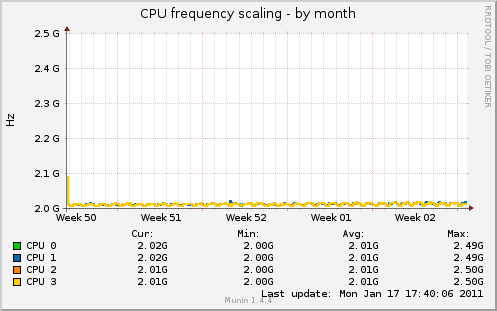 CPU frequency scaling - by month
RRDTOOL / TOBI OETIKER
Hz
2.5 G
2.4 G
2.3 G
2.2 G
2.1 G
2.0 G
Week 50 Week 51 Week 52 Week 01 Week 02
Cur: Min: Avg: Max:
CPU 0 2.02G 2.00G 2.01G 2.49G
CPU 1 2.02G 2.00G 2.01G 2.49G
CPU 2 2.01G 2.00G 2.01G 2.50G
CPU 3 2.01G 2.00G 2.01G 2.50G
Last update: Mon Jan 17 17:40:06 2011
Munin 1.4.4